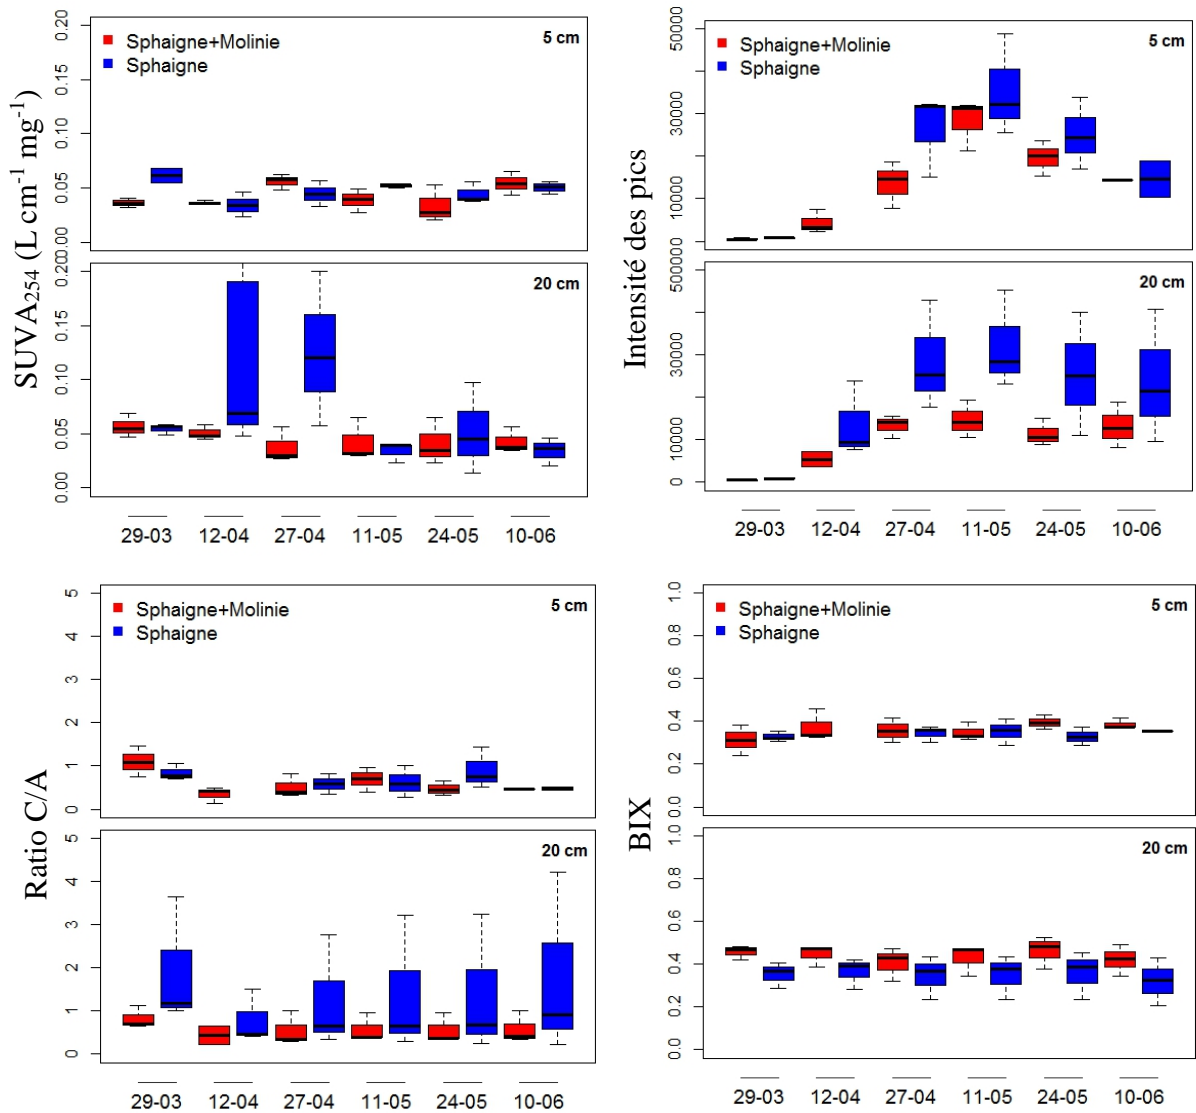 SUVA254 (L cm-1 mg-1)
0.20
0.15
0.10
0.05
0.00
Sphaigne+Molinie
Sphaigne
5 cm
0.20
0.15
0.10
0.05
0.00
20 cm
29-03 12-04 27-04 11-05 24-05 10-06
Intensité des pics
50000
30000
10000
Sphaigne+Molinie
Sphaigne
5 cm
500000
30000
10000
0
20 cm
29-03 12-04 27-04 11-05 24-05 10-06
Ratio C/A
5
4
3
2
1
0
Sphaigne+Molinie
Sphaigne
5 cm
5
4
3
2
1
0
20 cm
29-03 12-04 27-04 11-05 24-05 10-06
BIX
1.0
0.8
0.6
0.4
0.2
0.0
Sphaigne+Molinie
Sphaigne
5 cm
1.0
0.8
0.6
0.4
0.2
0.0
20 cm
29-03 12-04 27-04 11-05 24-05 10-06